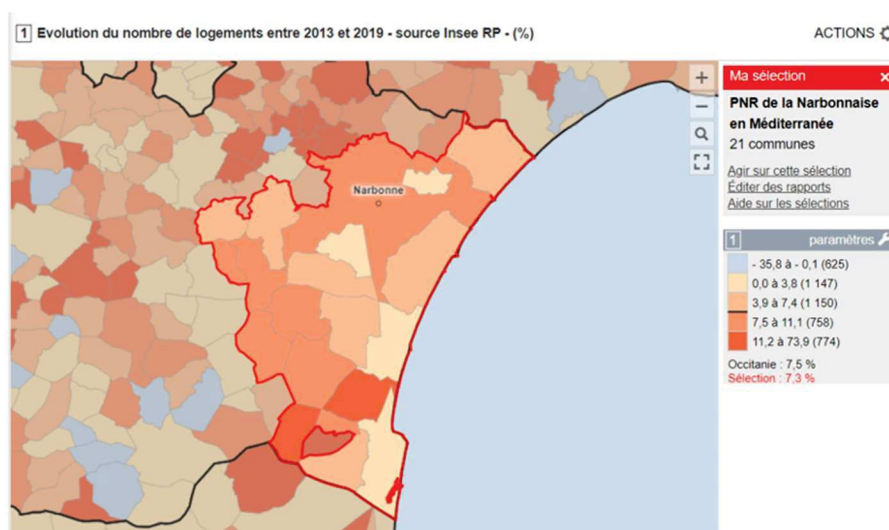 1 Evolution du nombre de logements entre 2013 et 2019 - source Insee RP - (%)
ACTIONS
+
−
Narbonne
Ma sélection ×
PNR de la Narbonnaise
en Méditerranée
21 communes
Agir sur cette sélection
Éditer des rapports
Aide sur les sélections
1 paramètres
- 35,8 à - 0,1 (625)
0,0 à 3,8 (1 147)
3,9 à 7,4 (1 150)
7,5 à 11,1 (758)
11,2 à 73,9 (774)
Occitanie : 7,5 %
Sélection : 7,3 %